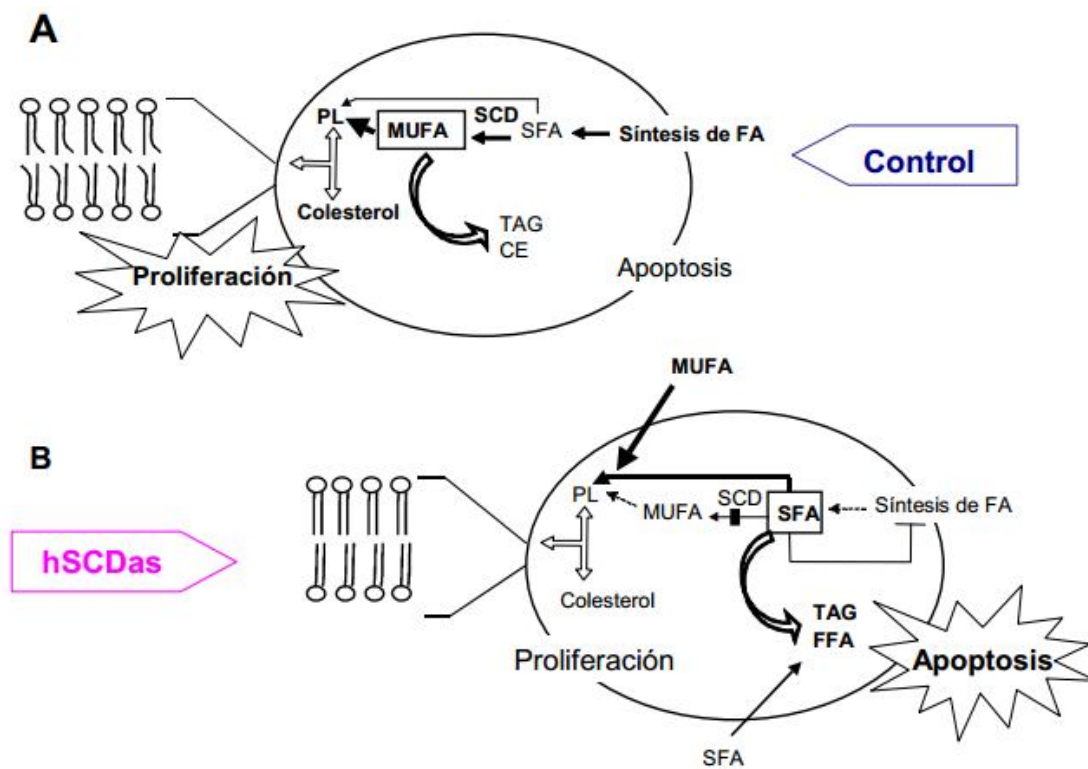 A
PL
MUFA
SCD
SFA
Síntesis de FA
Control
Colesterol
TAG
CE
Proliferación
Apoptosis
MUFA
B
PL
MUFA
SCD
SFA
Síntesis de FA
hSCDas
Colesterol
TAG
FFA
Proliferación
Apoptosis
SFA